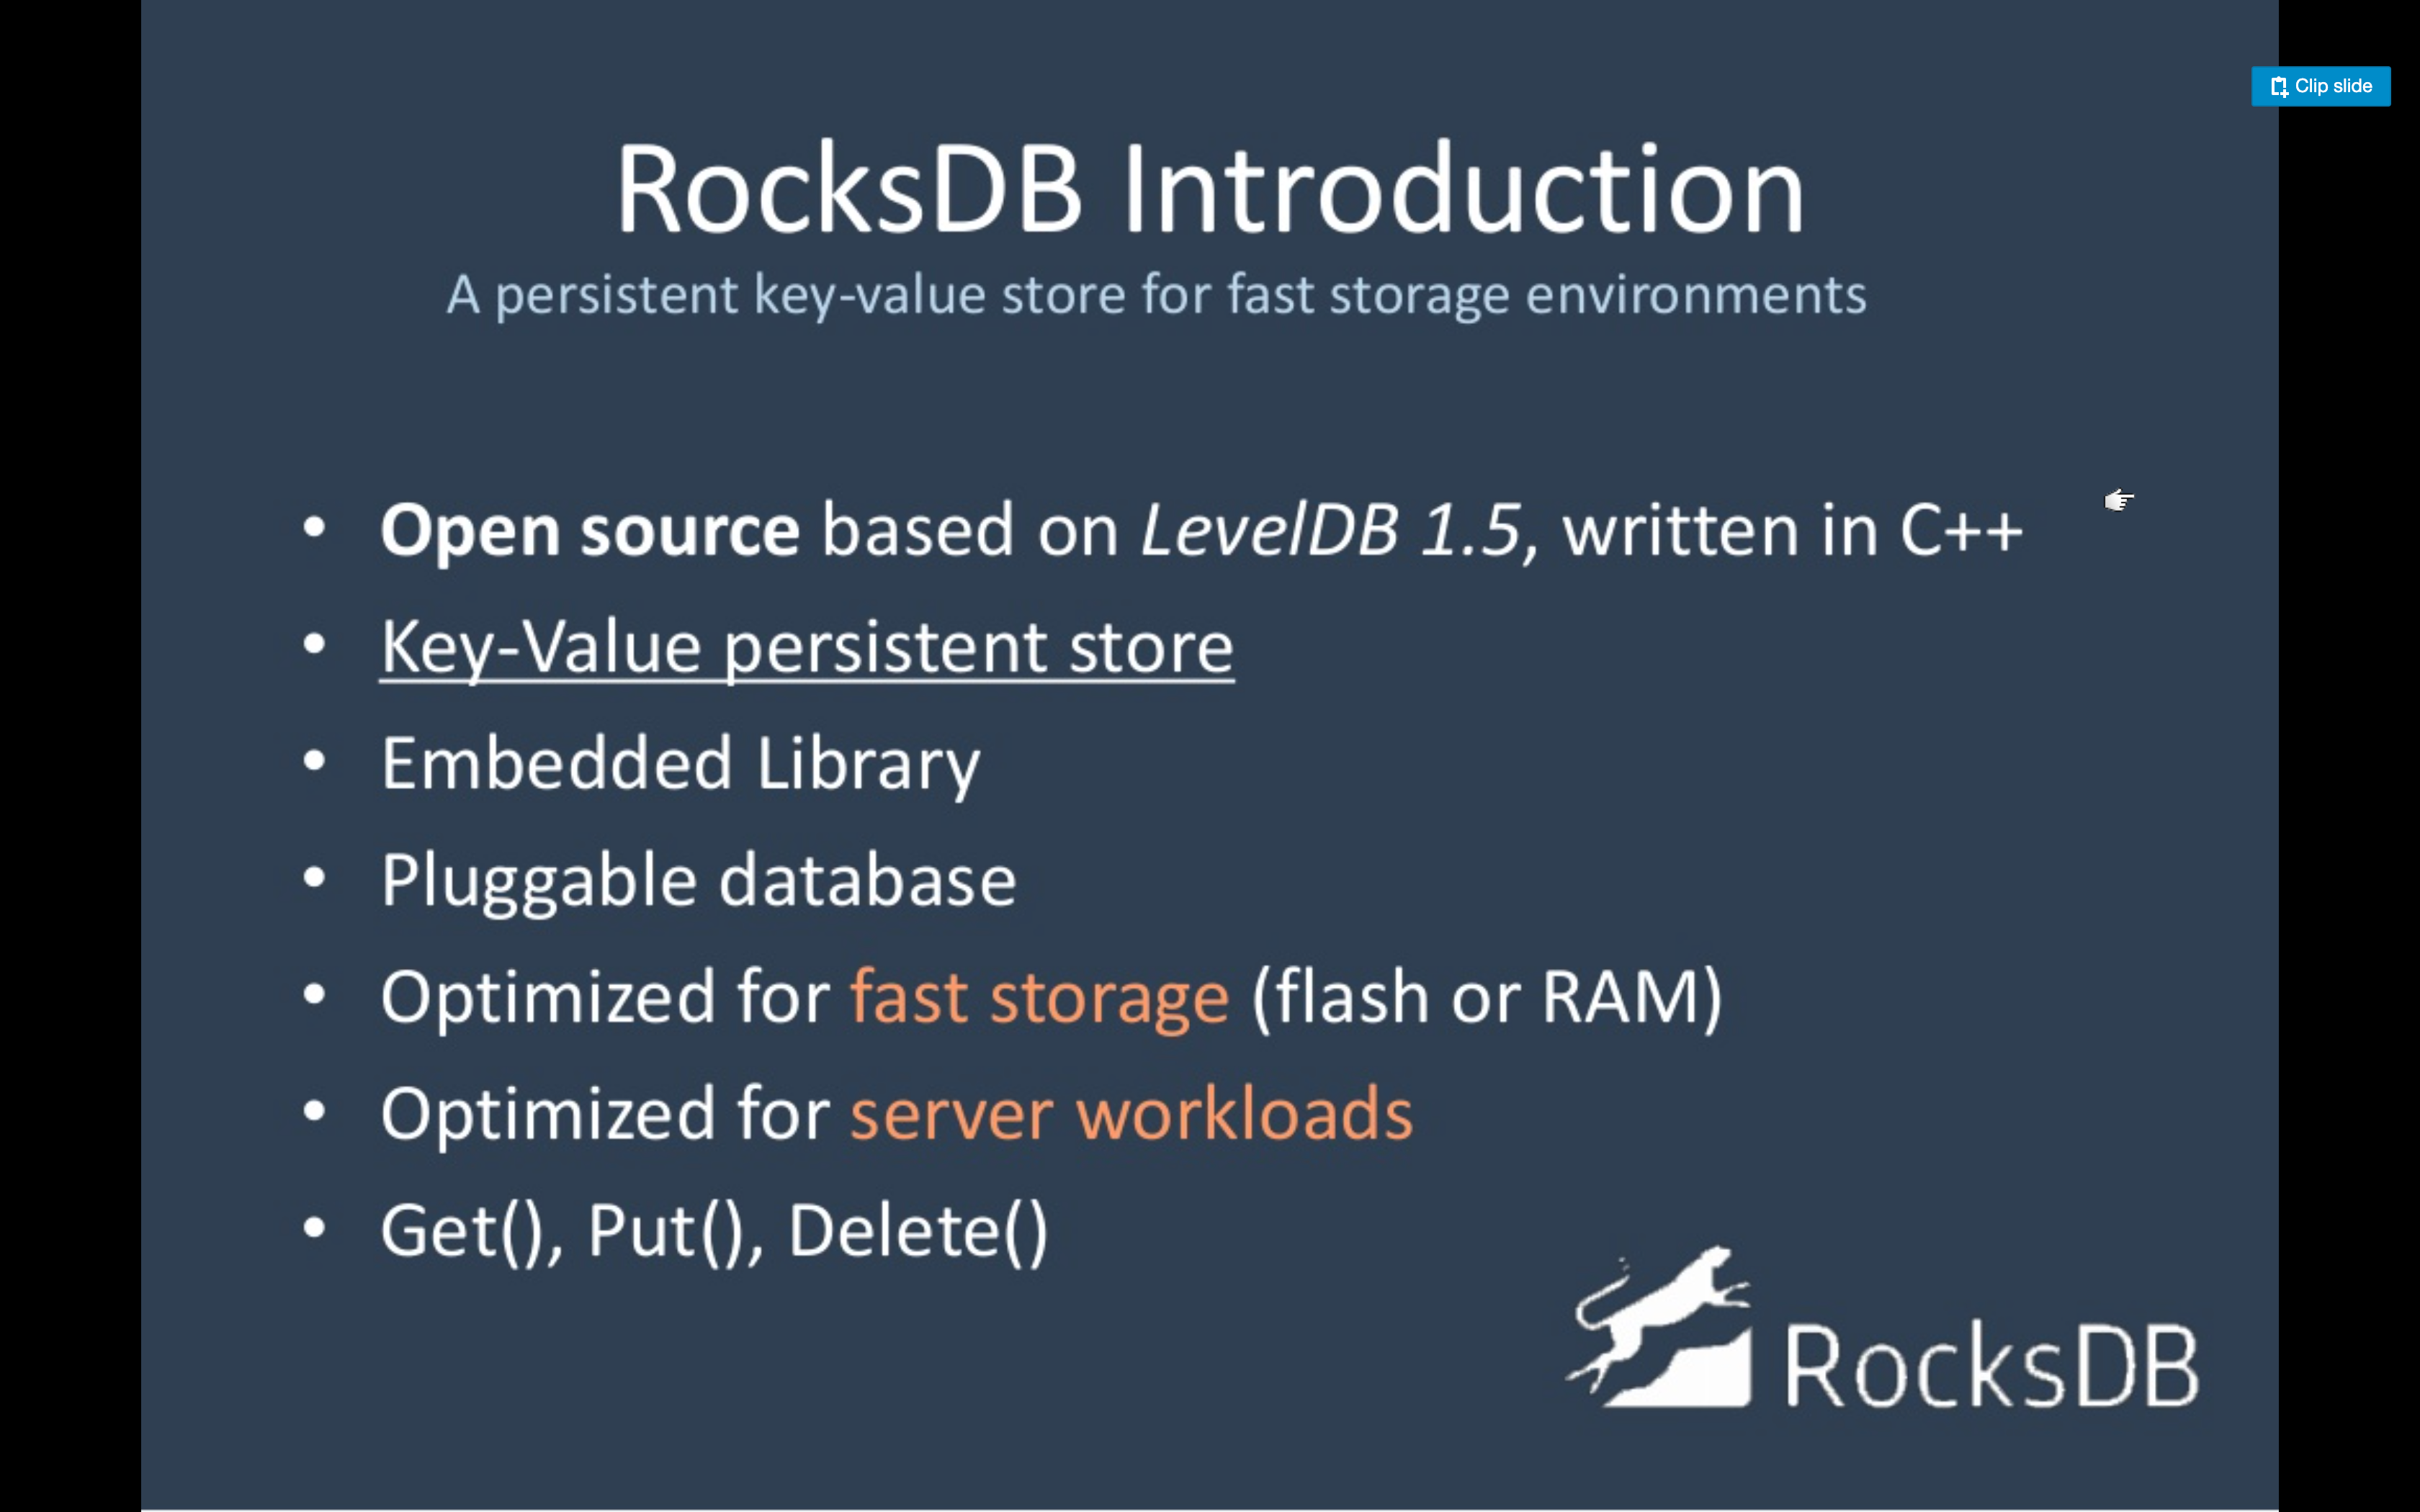 Clip slide
RocksDB Introduction
A persistent key-value store for fast storage environments
• Open source based on LevelDB 1.5, written in C++
• Key-Value persistent store
• Embedded Library
• Pluggable database
• Optimized for fast storage (flash or RAM)
• Optimized for server workloads
• Get(), Put(), Delete()
RocksDB